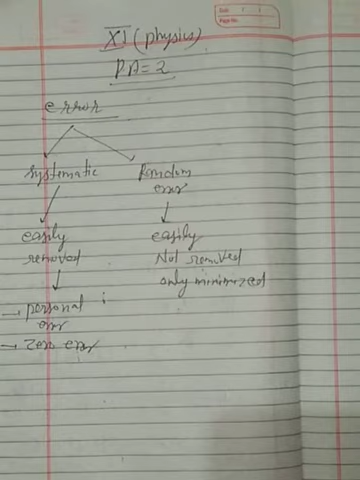 XI (physics)
PA = 2
error
systematic
Random
error
easily
removed
easily
Not removed
only minimized
→ personal
error
→ Zero error